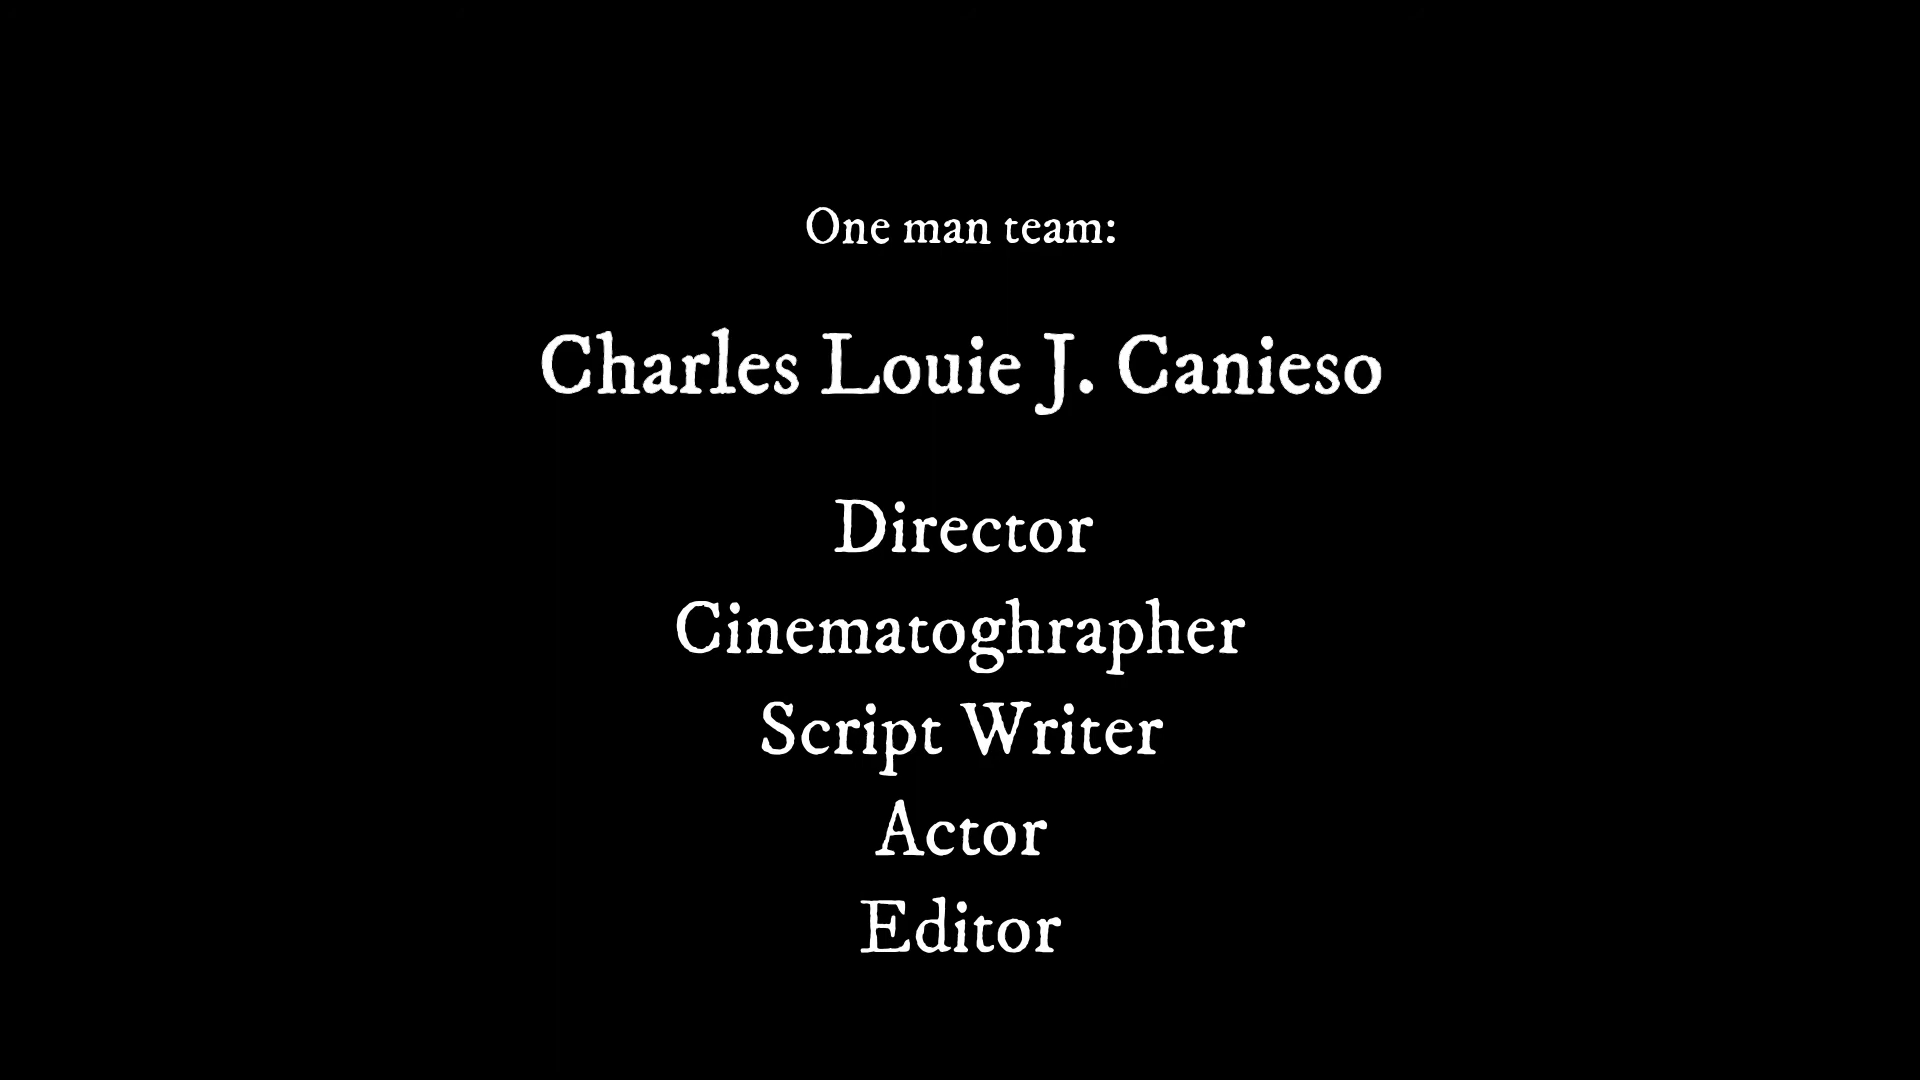 One man team:
Charles Louie J. Canieso
Director
Cinematoghrapher
Script Writer
Actor
Editor